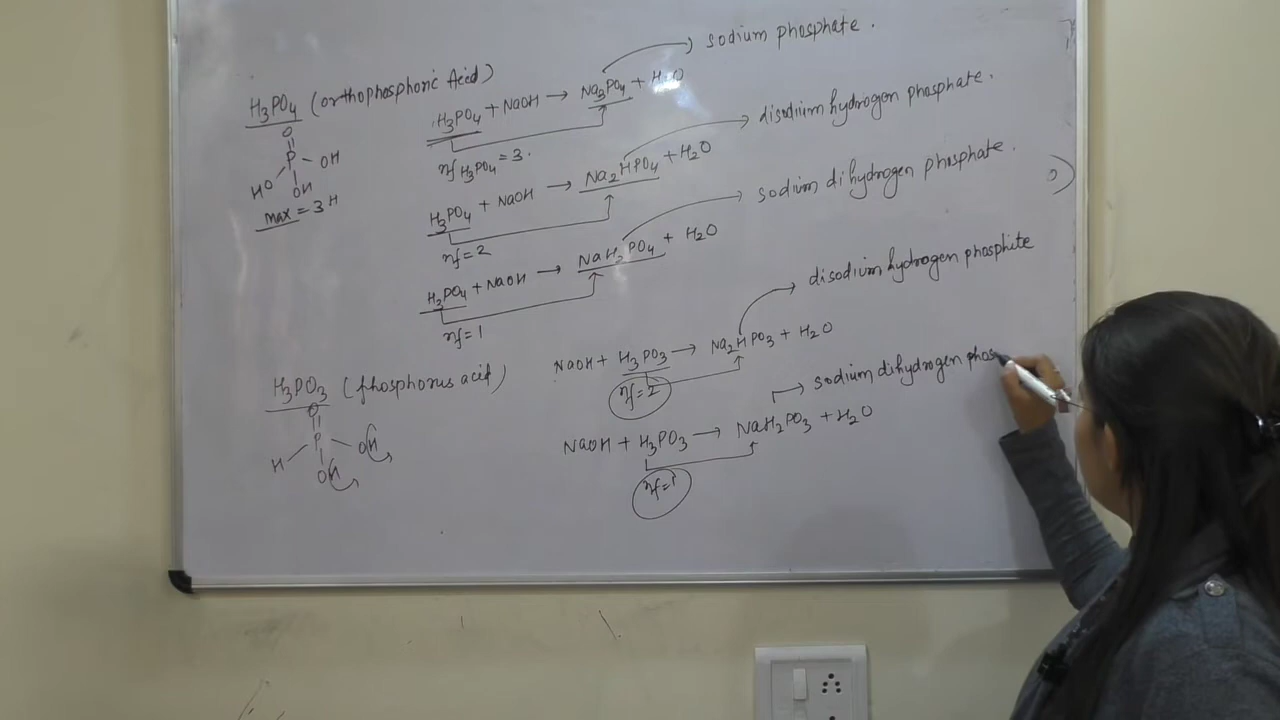 H₃PO₄ (orthophosphoric Acid)
O
P
OH
HO
OH
max = 3 H
H₃PO₄ + NaOH → Na₃PO₄ + H₂O
sodium phosphate.
nf H₃PO₄ = 3.
H₃PO₄ + NaOH → Na₂HPO₄ + H₂O
disodium hydrogen phosphate.
nf = 2
H₃PO₄ + NaOH → NaH₂PO₄ + H₂O
sodium dihydrogen phosphate.
nf = 1
H₃PO₃ (phosphorus acid)
O
P
H
OH
OH
NaOH + H₃PO₃ → Na₂HPO₃ + H₂O
disodium hydrogen phosphite
nf = 2
NaOH + H₃PO₃ → NaH₂PO₃ + H₂O
sodium dihydrogen phos
nf = 1